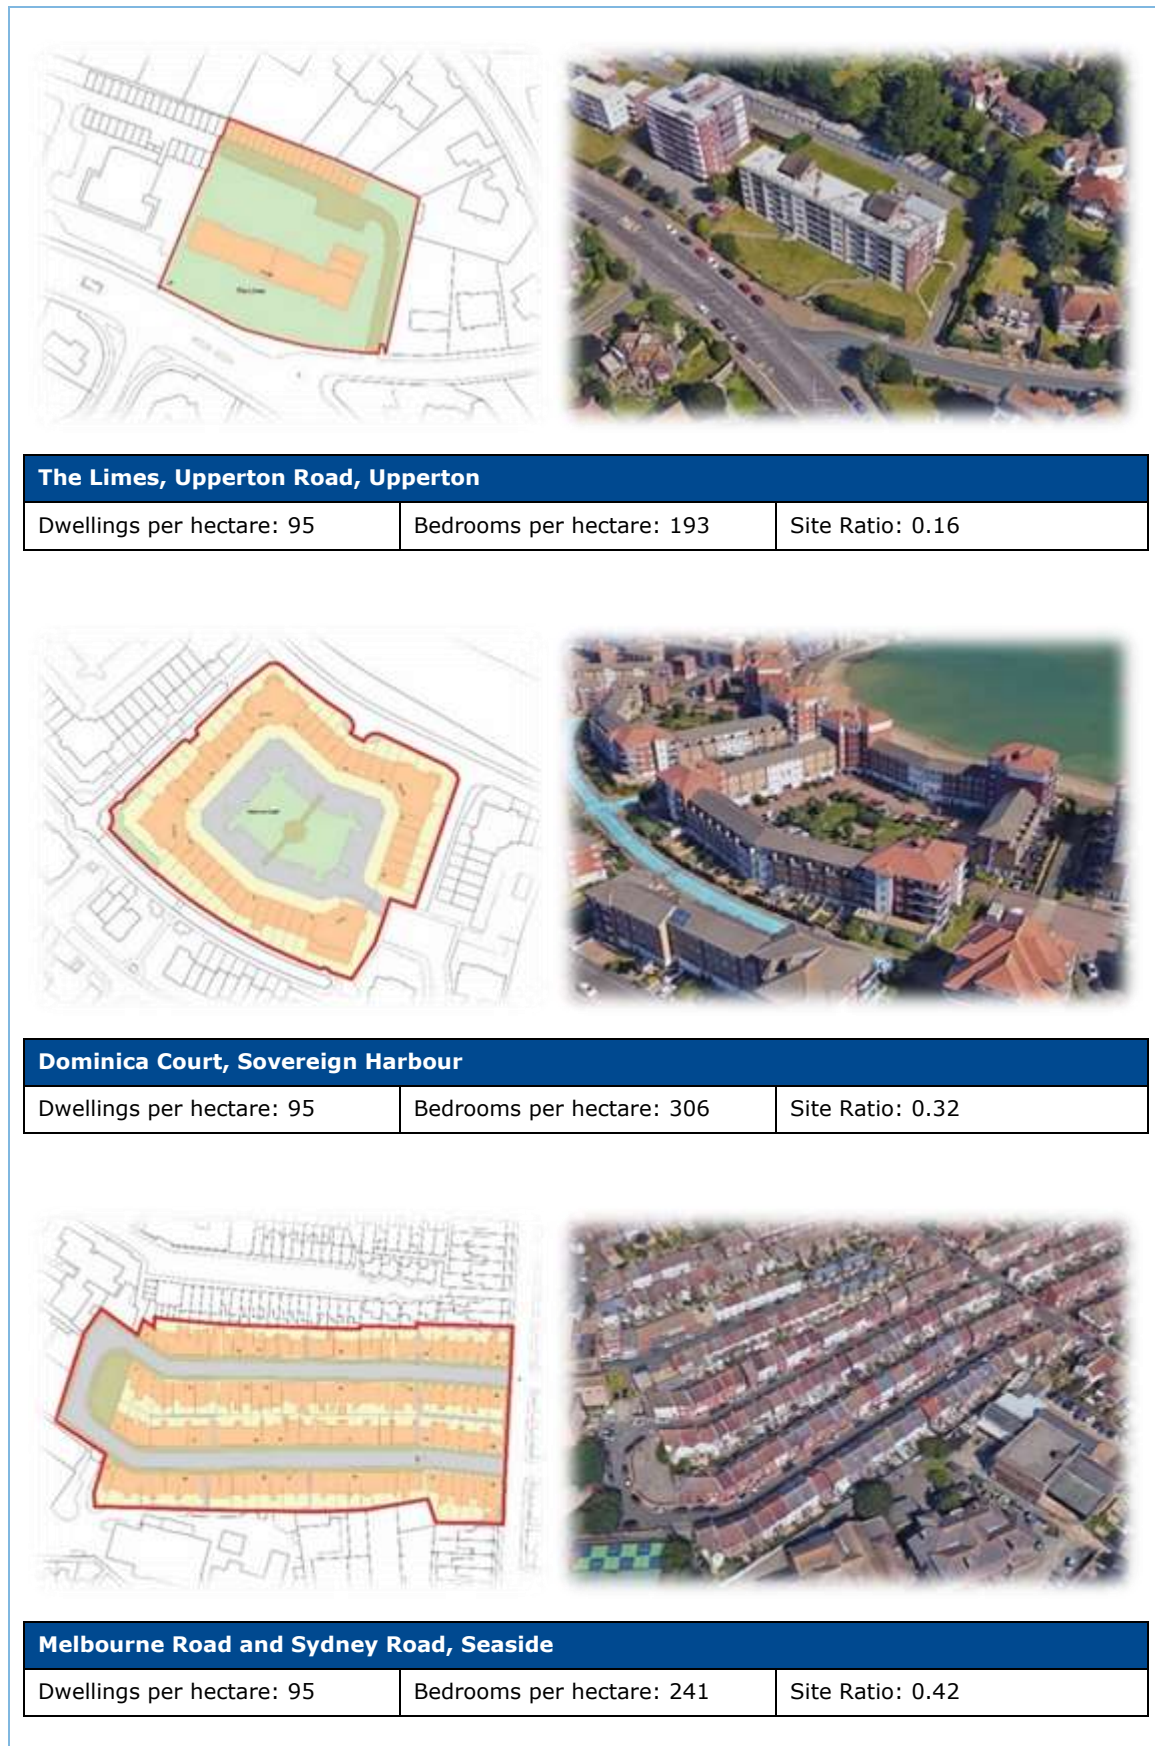 The Limes, Upperton Road, Upperton
Dwellings per hectare: 95
Bedrooms per hectare: 193
Site Ratio: 0.16
Dominica Court, Sovereign Harbour
Dwellings per hectare: 95
Bedrooms per hectare: 306
Site Ratio: 0.32
Melbourne Road and Sydney Road, Seaside
Dwellings per hectare: 95
Bedrooms per hectare: 241
Site Ratio: 0.42